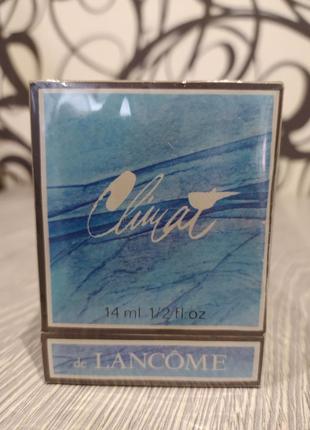 Climat
14 ml 1/2 fl.oz
de LANCÔME